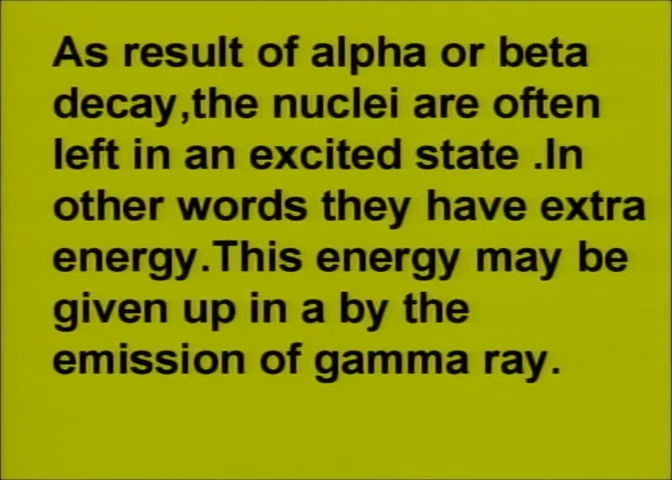 As result of alpha or beta
decay,the nuclei are often
left in an excited state .In
other words they have extra
energy.This energy may be
given up in a by the
emission of gamma ray.